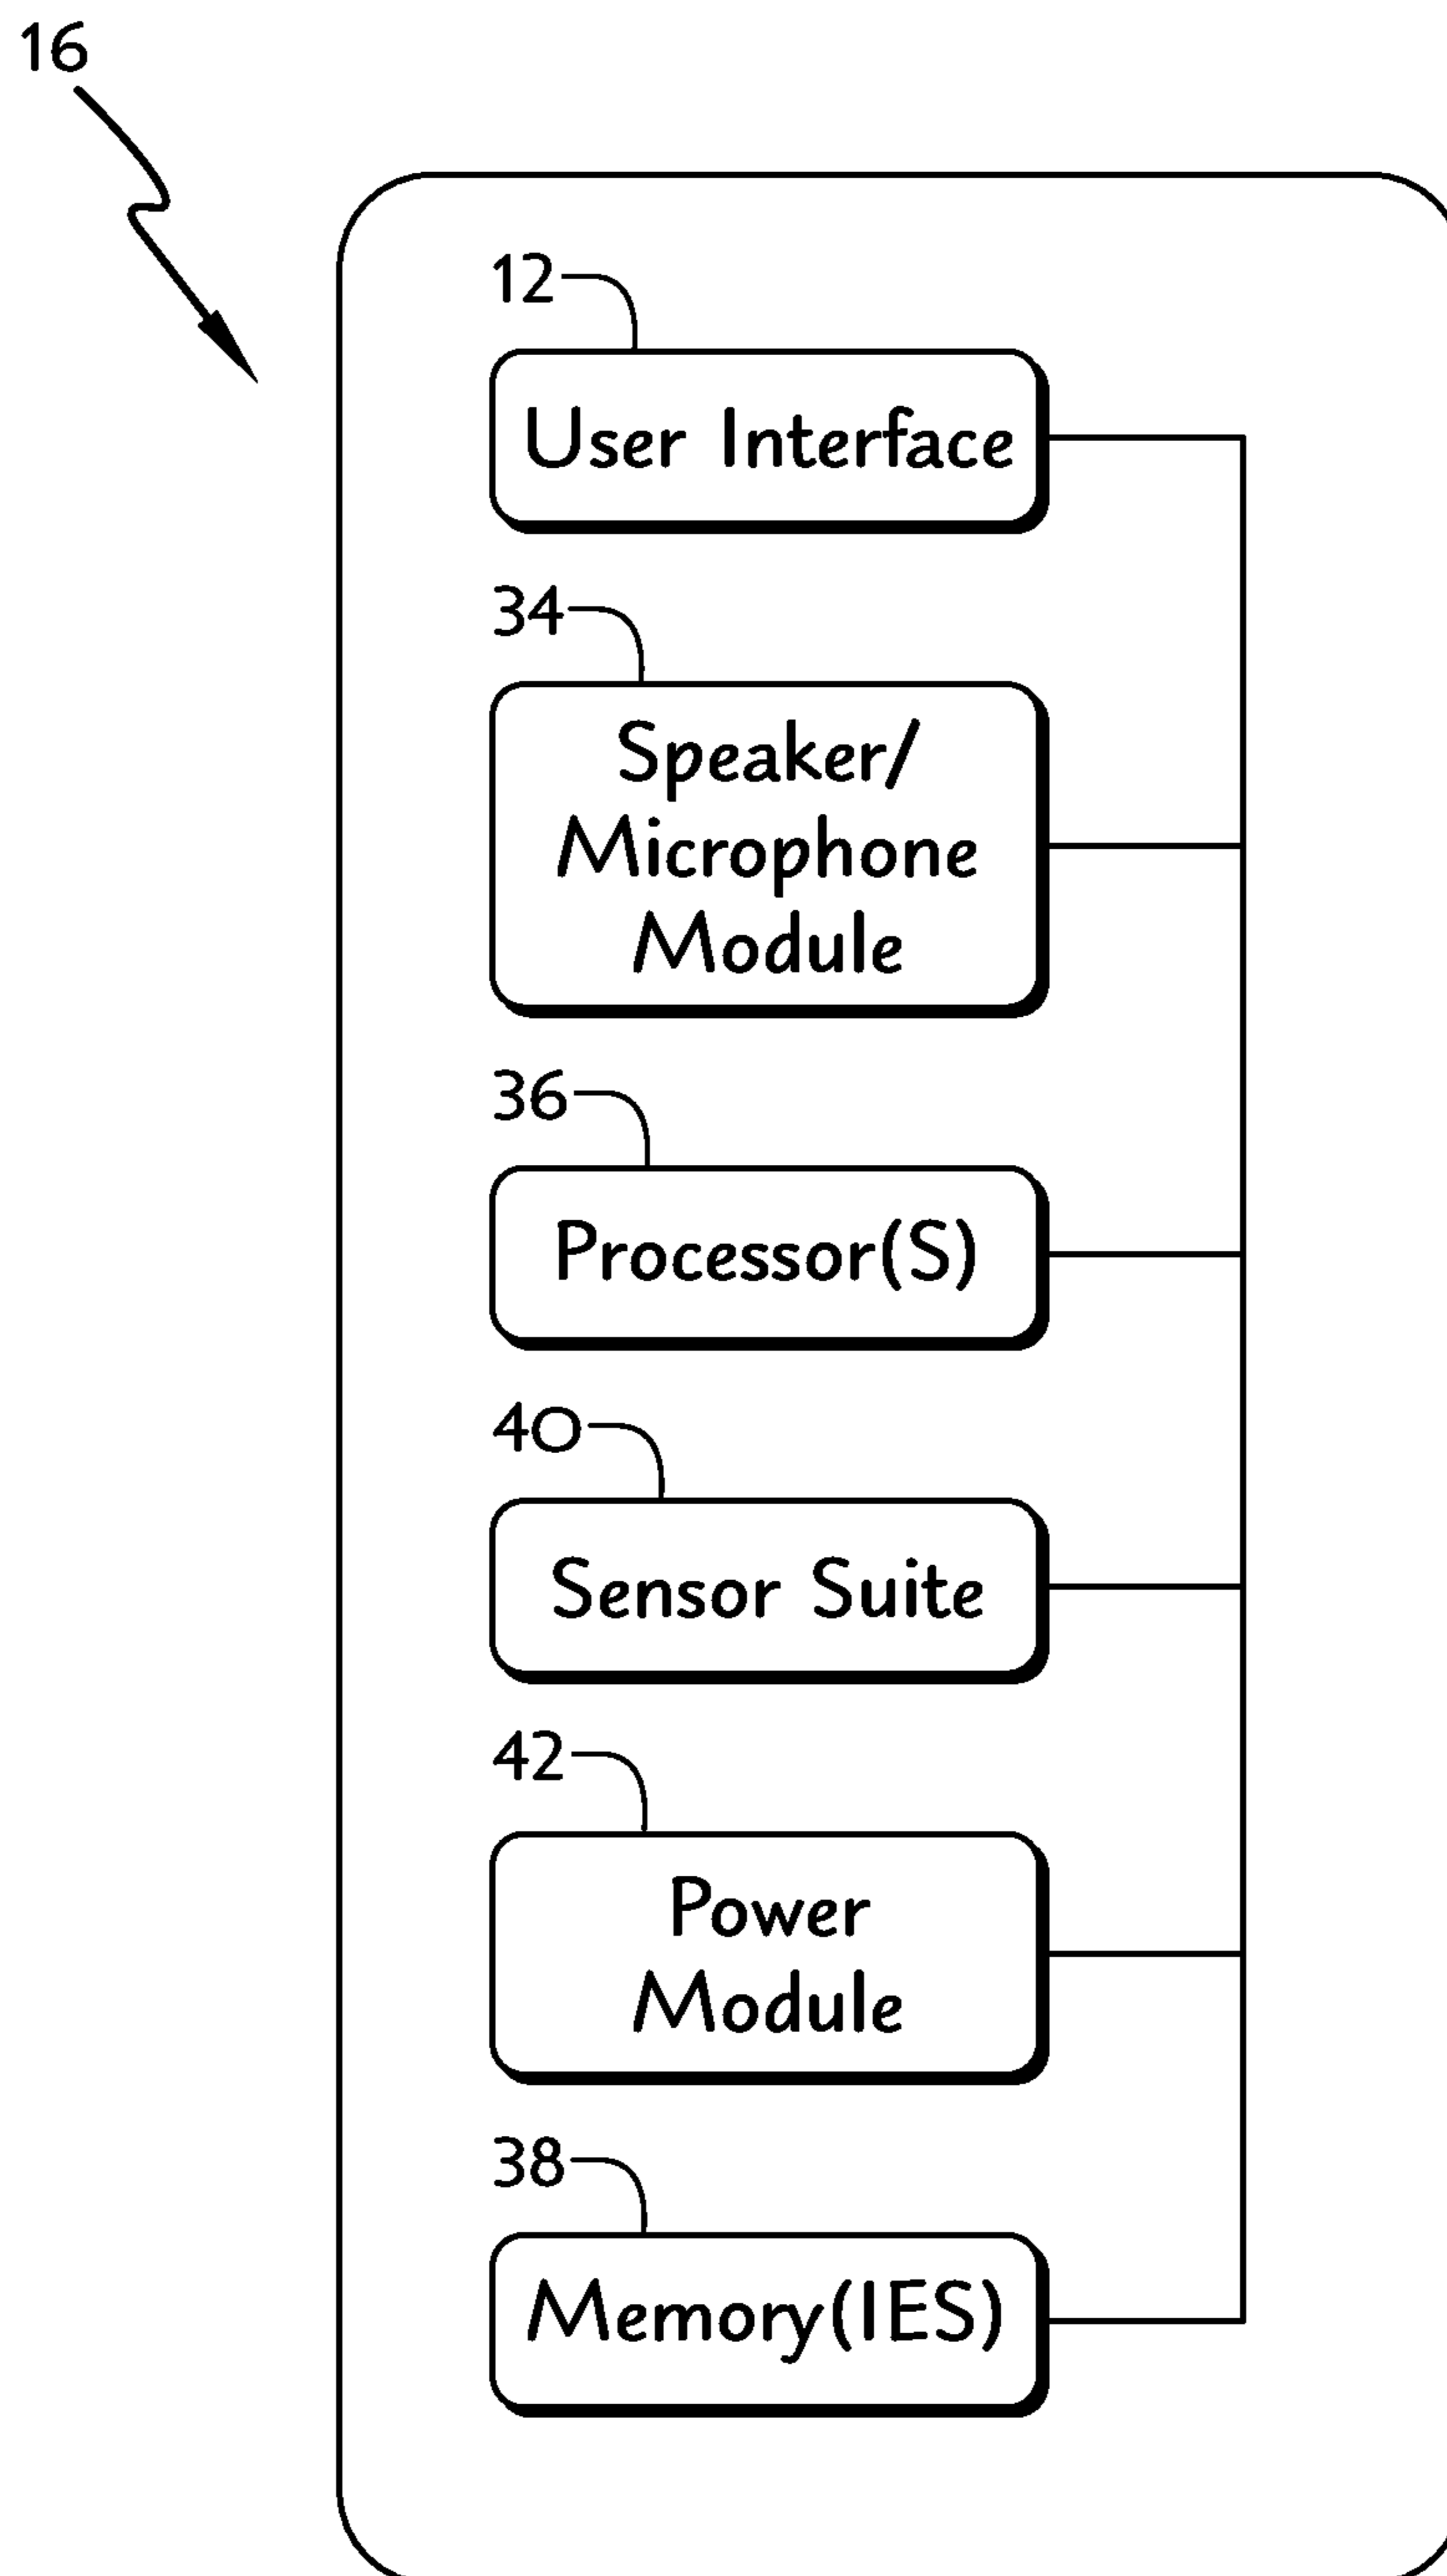 16
12
User Interface
34
Speaker/
Microphone
Module
36
Processor(S)
40
Sensor Suite
42
Power
Module
38
Memory(IES)